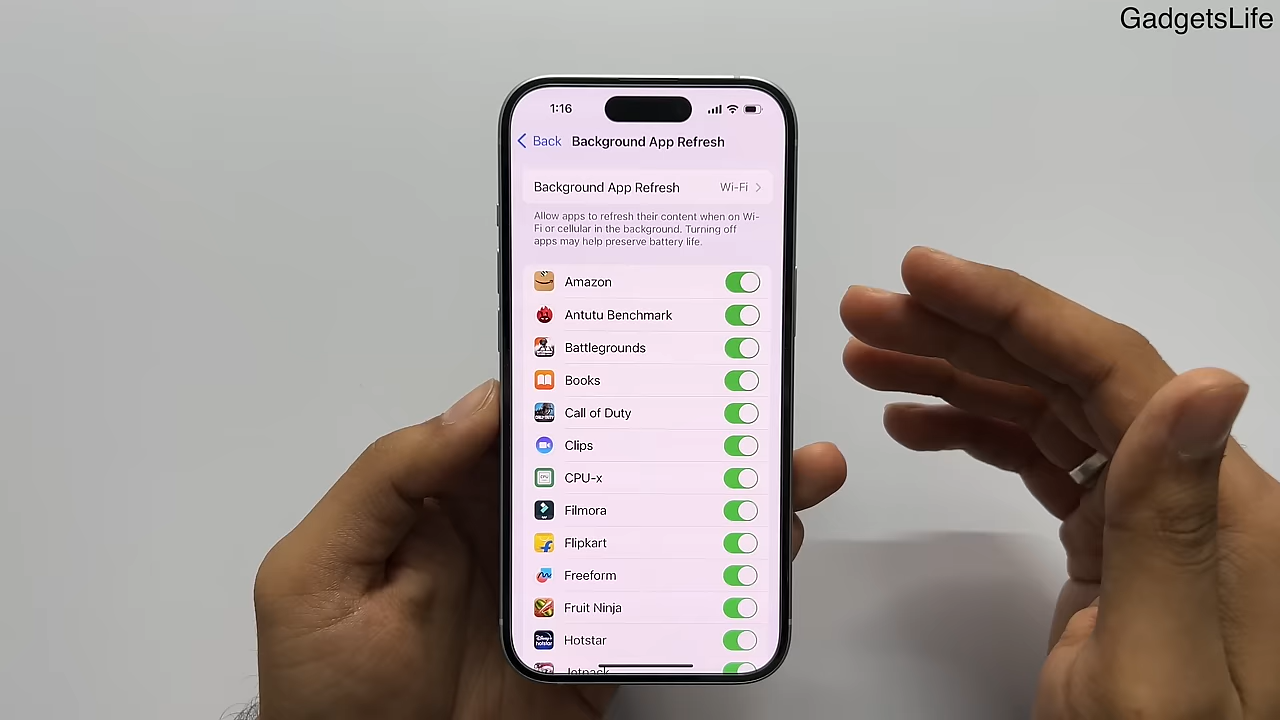 GadgetsLife
1:16
Back Background App Refresh
Background App Refresh Wi-Fi
Allow apps to refresh their content when on Wi-
Fi or cellular in the background. Turning off
apps may help preserve battery life.
Amazon
Antutu Benchmark
Battlegrounds
Books
Call of Duty
Clips
CPU-x
Filmora
Flipkart
Freeform
Fruit Ninja
Hotstar
Jetpack